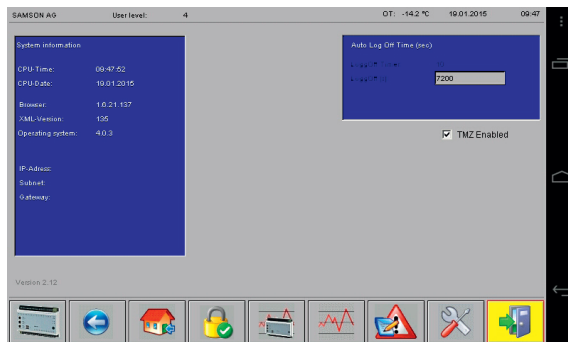 SAMSON AG User level: 4 OT: -14.2 °C 19.01.2015 09:47
System information
CPU-Time: 09:47:52
CPU-Date: 19.01.2015
Browser: 1.6.21.137
XML-Version: 135
Operating system: 4.0.3
IP-Adress:
Subnet:
Gateway:
Auto Log Off Time (sec)
7200
TMZ Enabled
Version 2.12